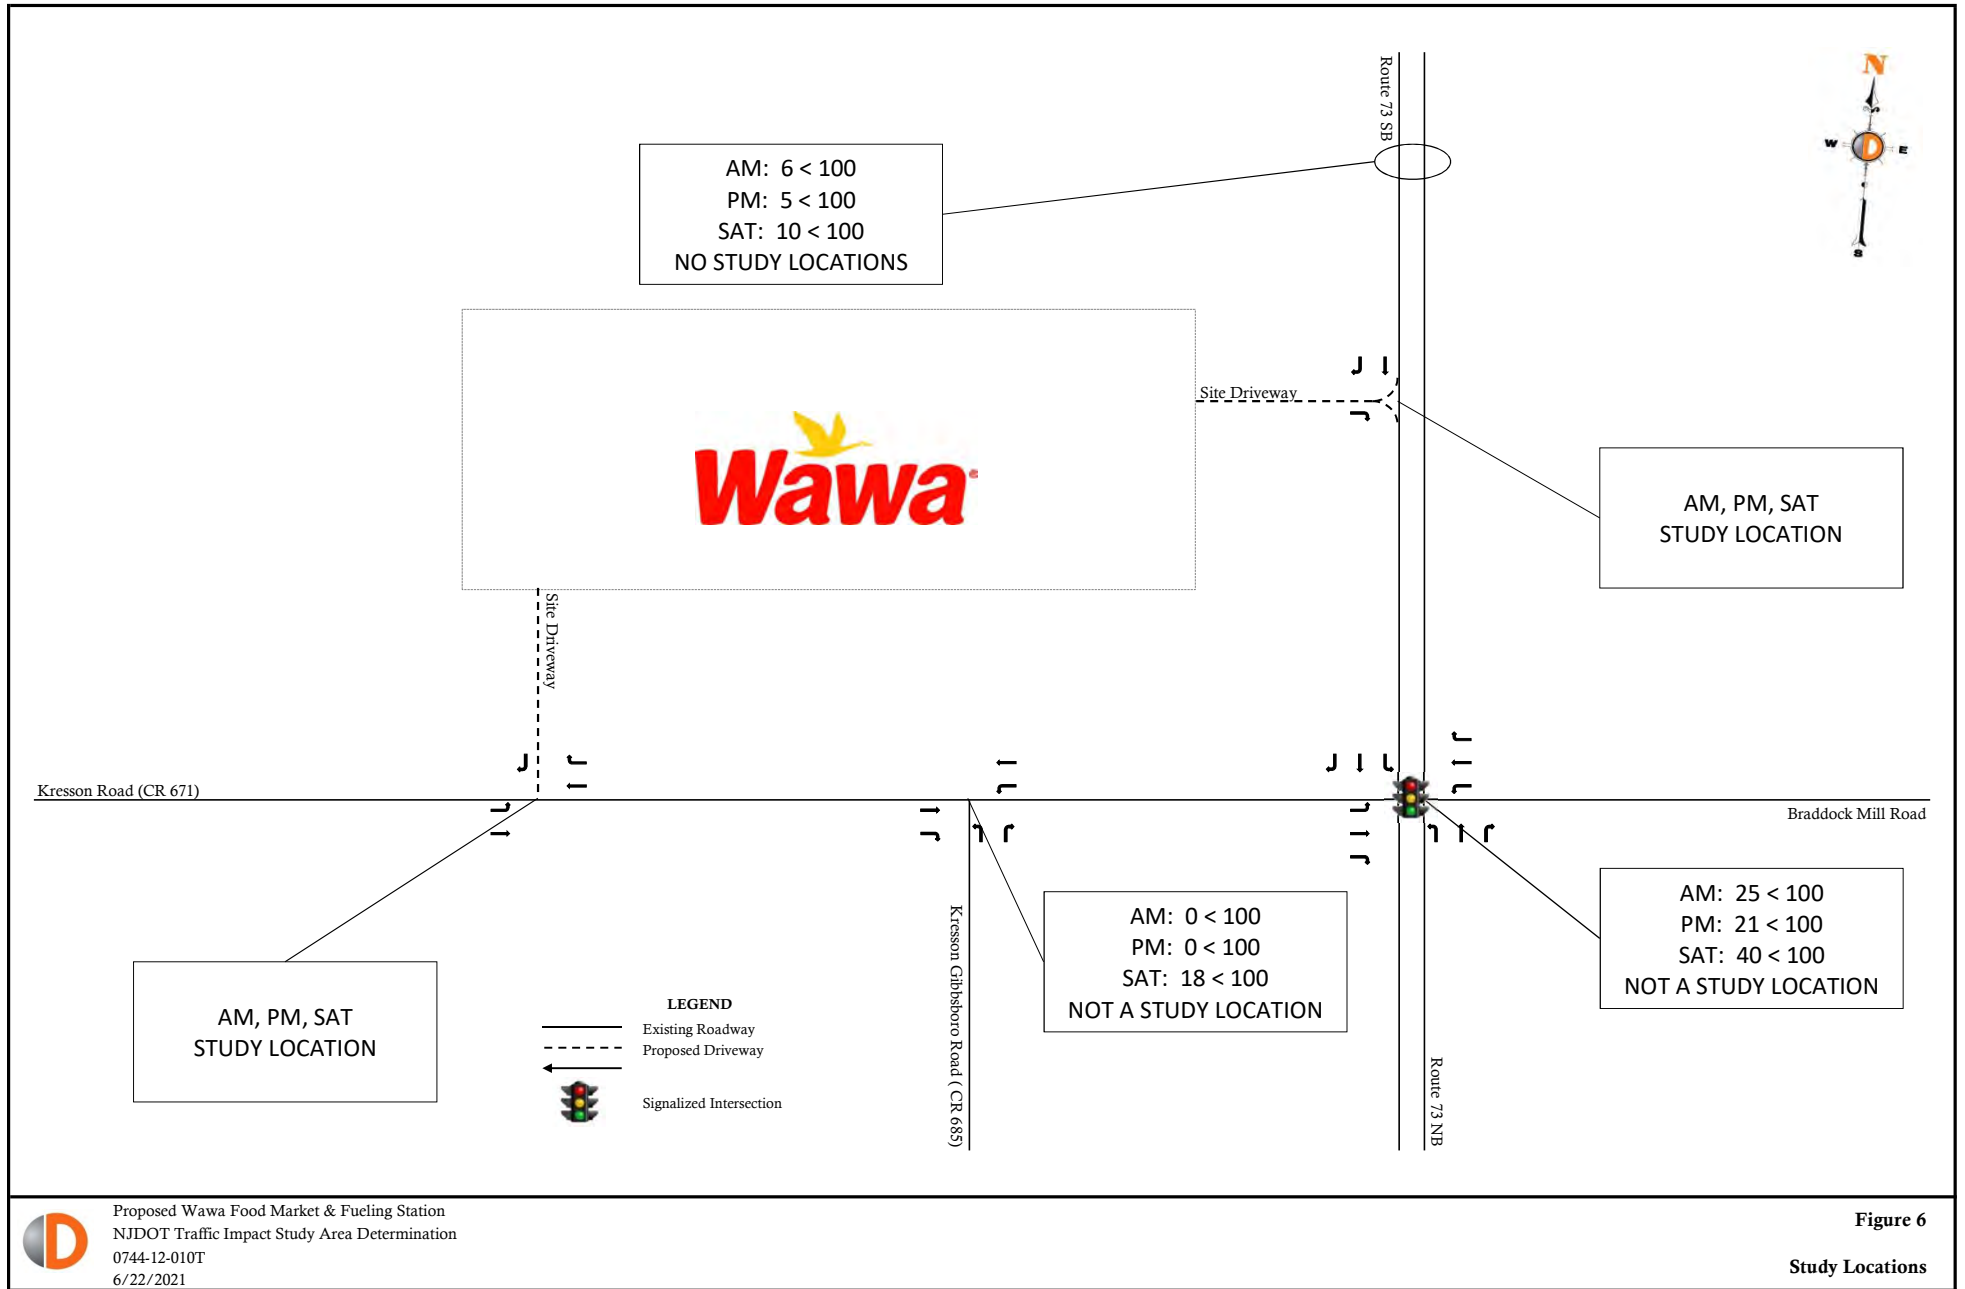 Route 73 SB
N
W
E
S
AM: 6 < 100
PM: 5 < 100
SAT: 10 < 100
NO STUDY LOCATIONS
Site Driveway
Wawa
AM, PM, SAT
STUDY LOCATION
Site Driveway
Kresson Road (CR 671)
Braddock Mill Road
AM: 25 < 100
PM: 21 < 100
SAT: 40 < 100
NOT A STUDY LOCATION
AM: 0 < 100
PM: 0 < 100
SAT: 18 < 100
NOT A STUDY LOCATION
Kresson Gibbsboro Road ( CR 685)
AM, PM, SAT
STUDY LOCATION
LEGEND
Existing Roadway
Proposed Driveway
Signalized Intersection
Route 73 NB
Proposed Wawa Food Market & Fueling Station
NJDOT Traffic Impact Study Area Determination
0744-12-010T
6/22/2021
Figure 6
Study Locations